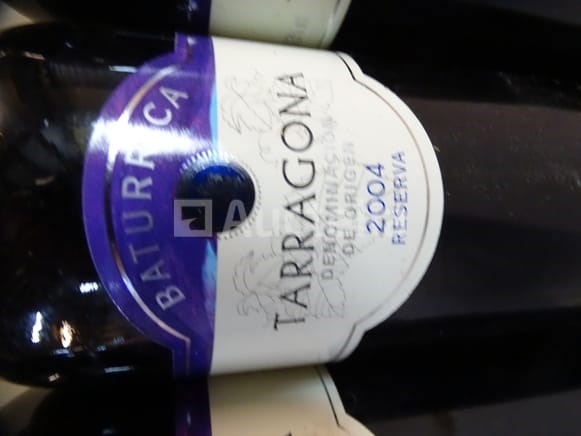 BATURRICA
TARRAGONA
DENOMINACIÓN
DE ORIGEN
2004
RESERVA